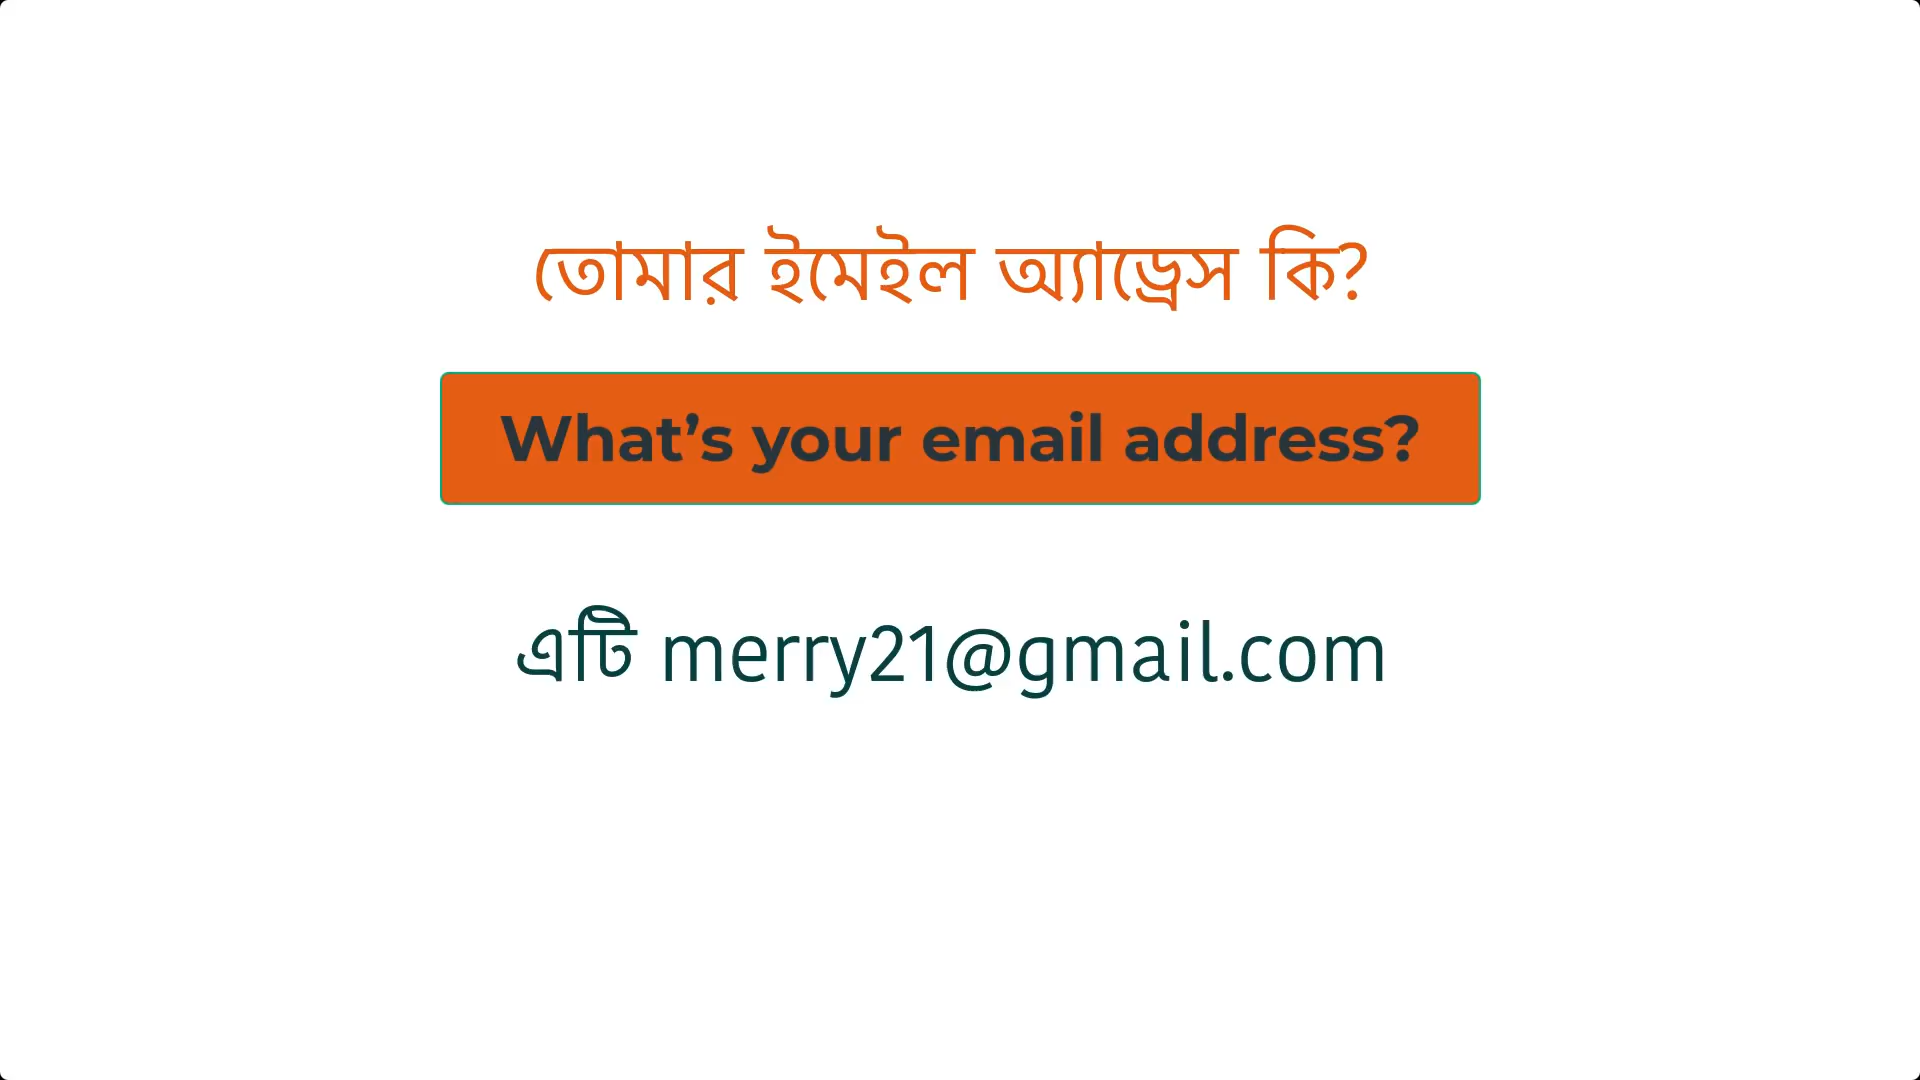 তোমার ইমেইল অ্যাড্রেস কি?
What’s your email address?
এটি merry21@gmail.com